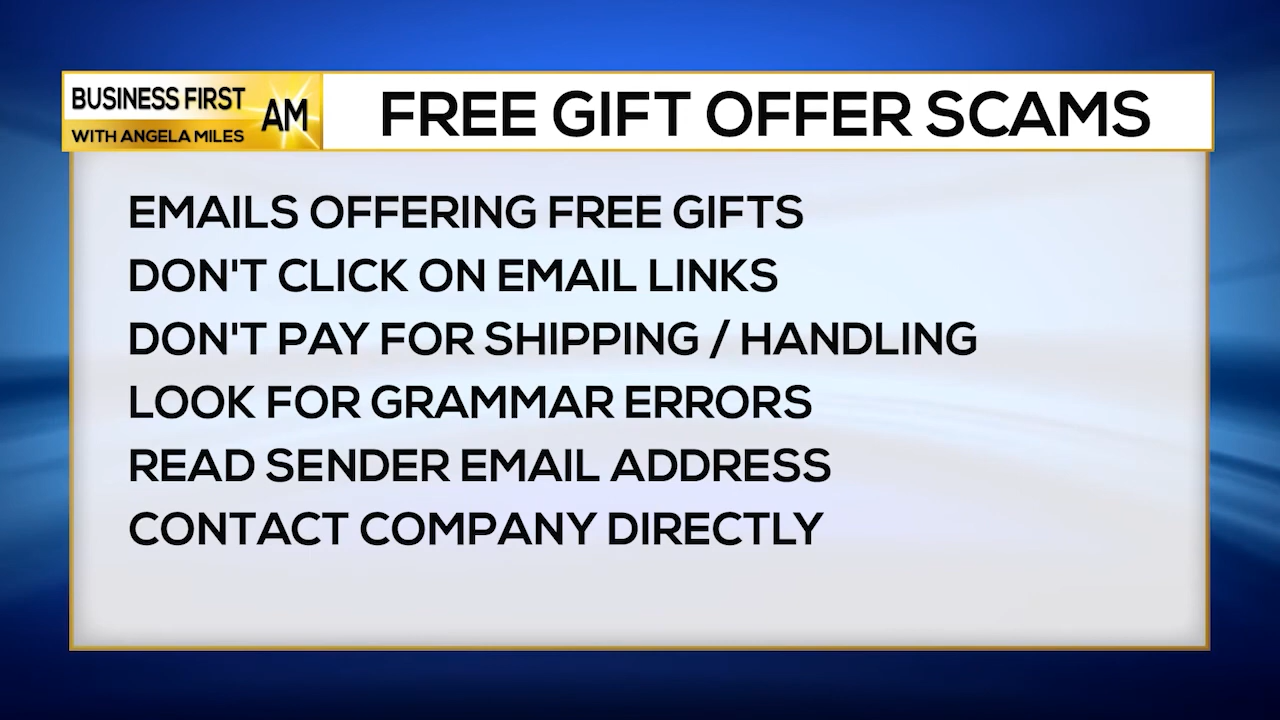 BUSINESS FIRST AM
WITH ANGELA MILES
FREE GIFT OFFER SCAMS
EMAILS OFFERING FREE GIFTS
DON'T CLICK ON EMAIL LINKS
DON'T PAY FOR SHIPPING / HANDLING
LOOK FOR GRAMMAR ERRORS
READ SENDER EMAIL ADDRESS
CONTACT COMPANY DIRECTLY